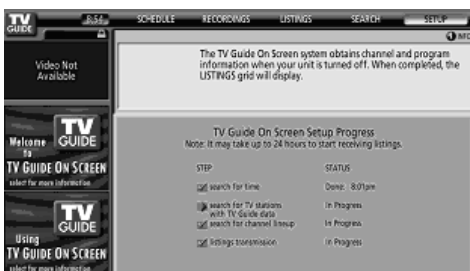 TV GUIDE 8:54 SCHEDULE RECORDINGS LISTINGS SEARCH SETUP
INFO
Video Not
Available
The TV Guide On Screen system obtains channel and program
information when your unit is turned off. When completed, the
LISTINGS grid will display.
Welcome
to
TV GUIDE
TV GUIDE ON SCREEN
select for more information
Using
TV GUIDE
TV GUIDE ON SCREEN
select for more information
TV Guide On Screen Setup Progress
Note: It may take up to 24 hours to start receiving listings.
STEP STATUS
search for time Done: 8:01pm
search for TV stations In Progress
with TV Guide data
search for channel lineup In Progress
listings transmission In Progress